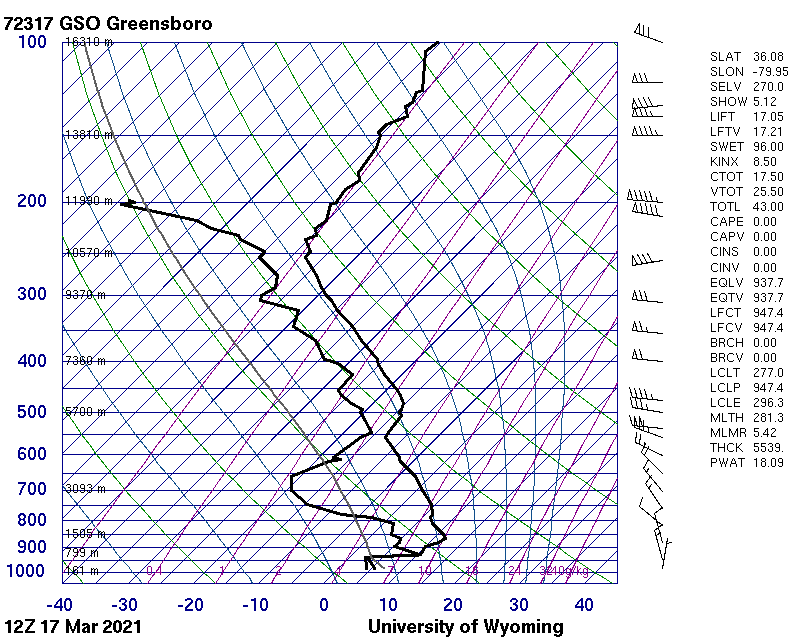 72317 GSO Greensboro
100
16310 m
13810 m
200
11990 m
10570 m
300
9370 m
400
7360 m
500
5700 m
600
700
3093 m
800
1505 m
900
799 m
1000
161 m
0.4
1
2
4
7
10
16
24
32
40g/kg
-40 -30 -20 -10 0 10 20 30 40
12Z 17 Mar 2021
University of Wyoming
SLAT 36.08
SLON -79.95
SELV 270.0
SHOW 5.12
LIFT 17.05
LFTV 17.21
SWET 96.00
KINX 8.50
CTOT 17.50
VTOT 25.50
TOTL 43.00
CAPE 0.00
CAPV 0.00
CINS 0.00
CINV 0.00
EQLV 937.7
EQTV 937.7
LFCT 947.4
LFCV 947.4
BRCH 0.00
BRCV 0.00
LCLT 277.0
LCLP 947.4
LCLE 296.3
MLTH 281.3
MLMR 5.42
THCK 5539.
PWAT 18.09